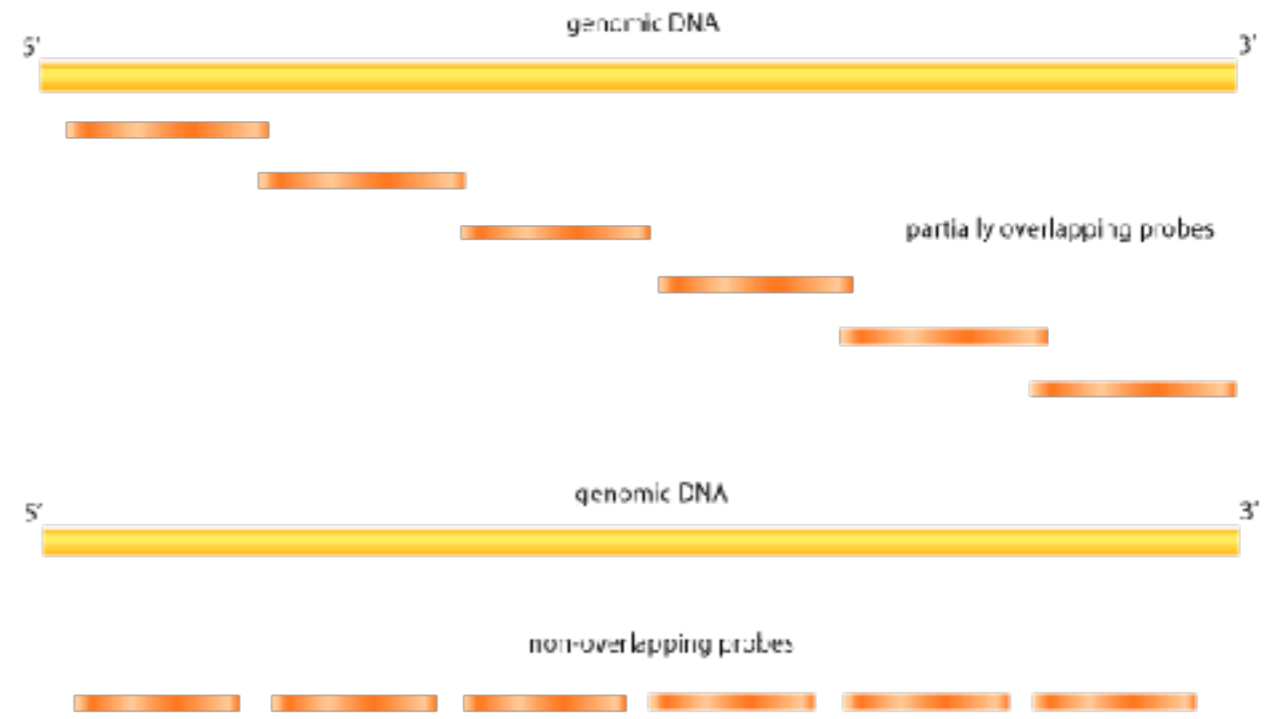 genomic DNA
5' 3'
partially overlapping probes
genomic DNA
5' 3'
non-overlapping probes